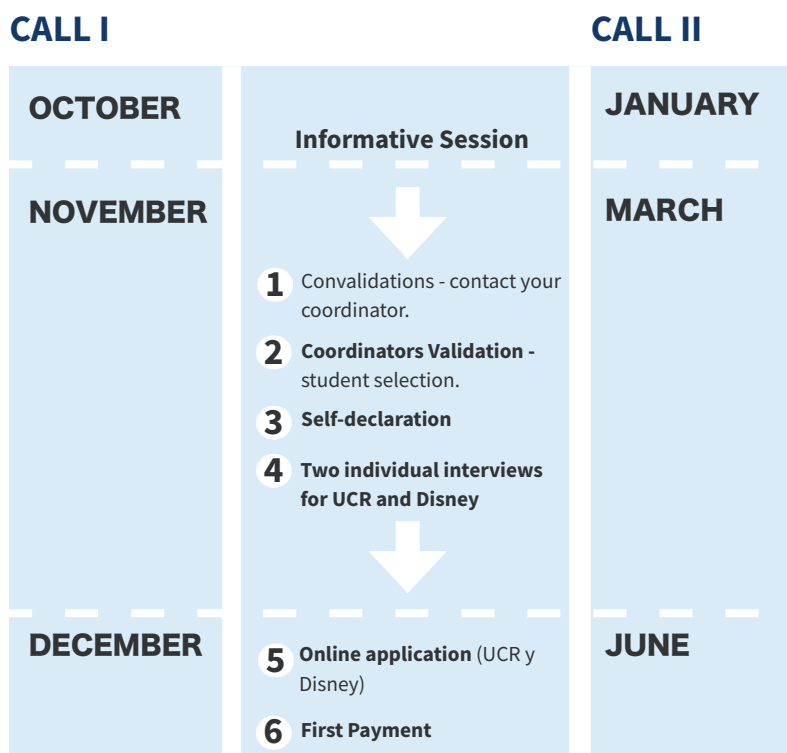 CALL I
CALL II
OCTOBER
Informative Session
JANUARY
NOVEMBER
MARCH
1 Convalidations - contact your
coordinator.
2 Coordinators Validation -
student selection.
3 Self-declaration
4 Two individual interviews
for UCR and Disney
DECEMBER
JUNE
5 Online application (UCR y
Disney)
6 First Payment